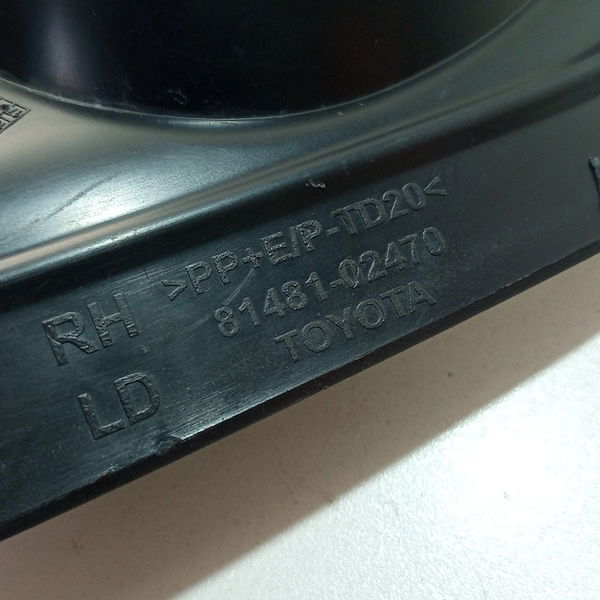 RH
LD
>PP+E/P-TD20<
81481-02470
TOYOTA